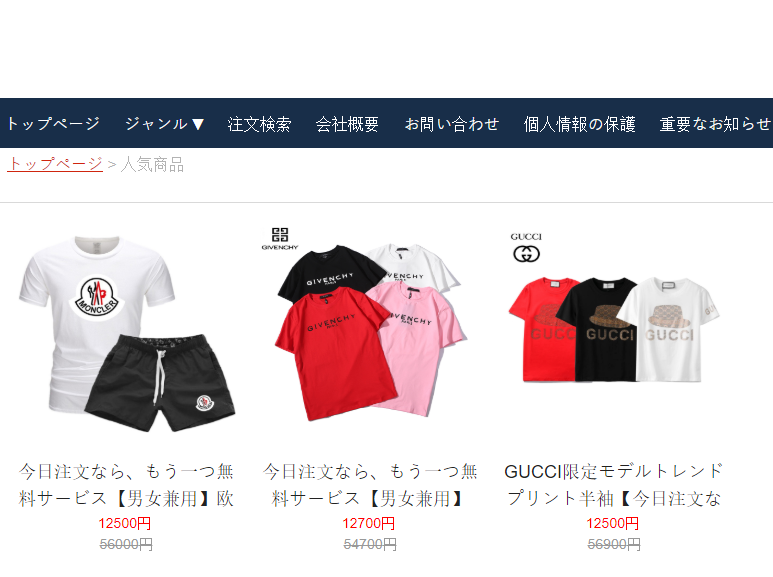 トップページ ジャンル▼ 注文検索 会社概要 お問い合わせ 個人情報の保護 重要なお知らせ
トップページ > 人気商品
MONCLER
GIVENCHY
GIVENCHY
PARIS
GIVENCHY
PARIS
GIVENCHY
PARIS
GIVENCHY
PARIS
GUCCI
GUCCI
GUCCI
GUCCI
今日注文なら、もう一つ無
料サービス【男女兼用】欧
12500円
56000円
今日注文なら、もう一つ無
料サービス【男女兼用】
12700円
54700円
GUCCI限定モデルトレンド
プリント半袖【今日注文な
12500円
56900円